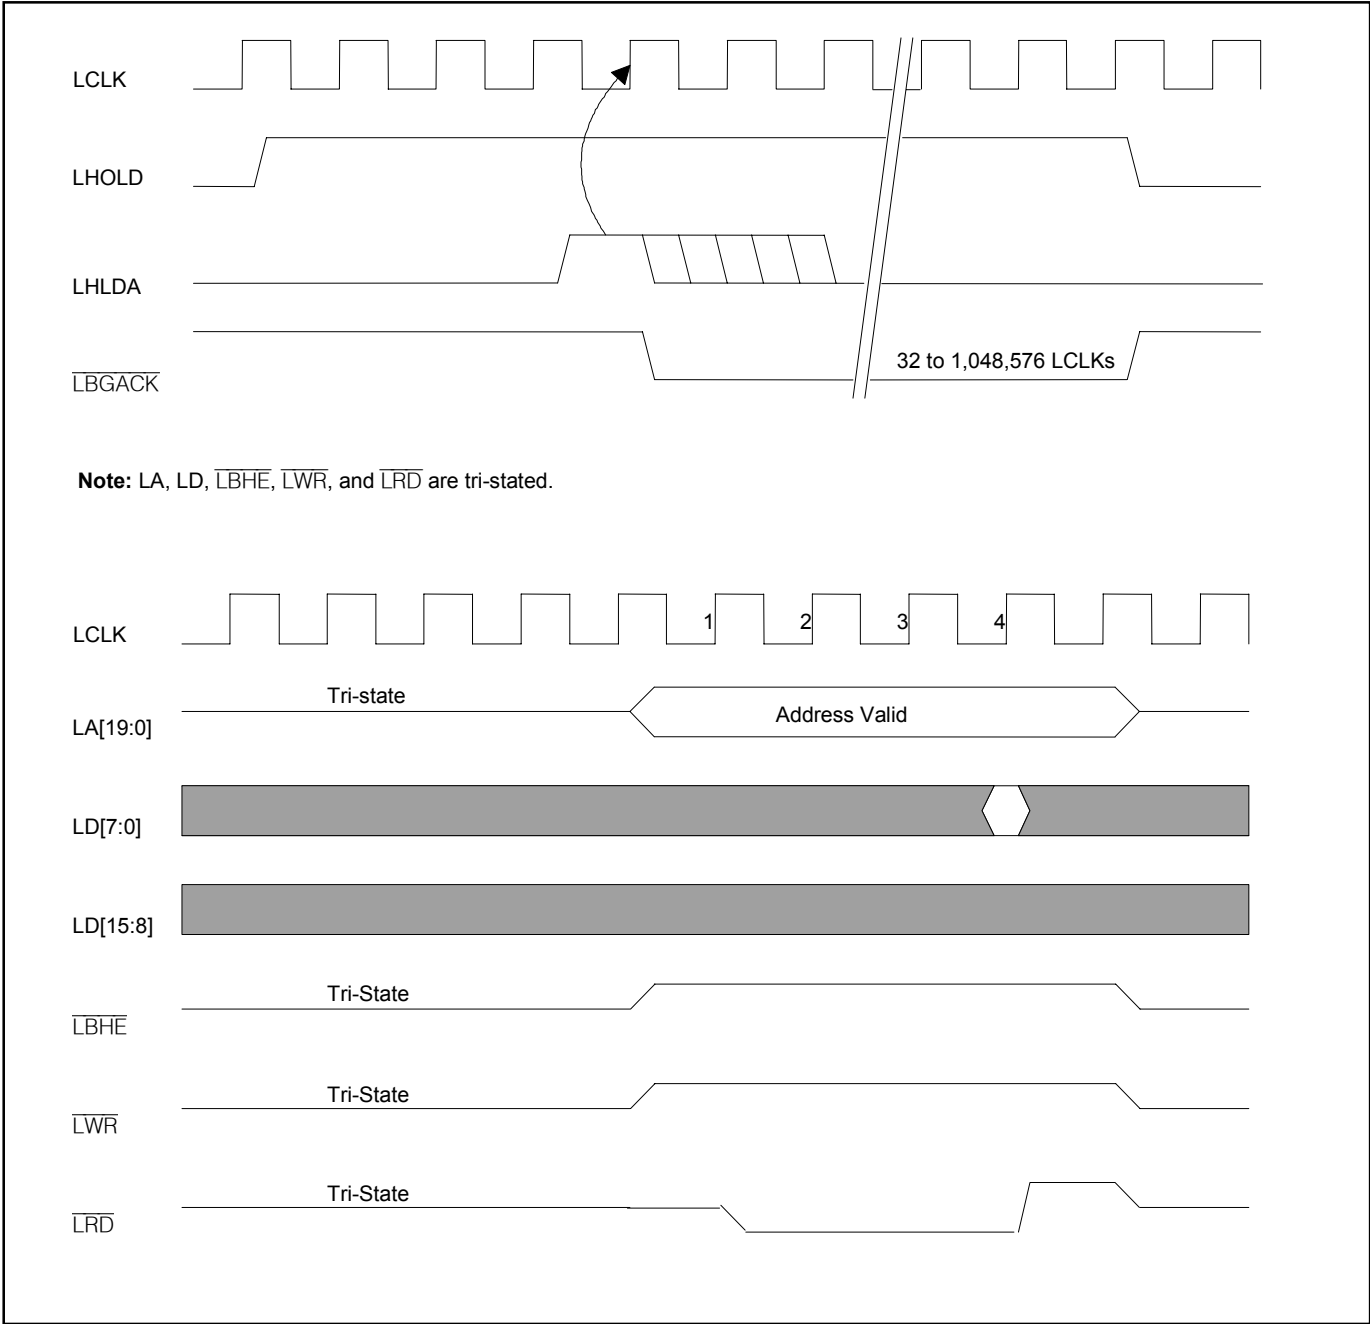 LCLK
LHOLD
LHLDA
LBGACK
32 to 1,048,576 LCLKs
Note: LA, LD, LBHE, LWR, and LRD are tri-stated.
LCLK
1 2 3 4
LA[19:0]
Tri-state
Address Valid
LD[7:0]
LD[15:8]
LBHE
Tri-State
LWR
Tri-State
LRD
Tri-State